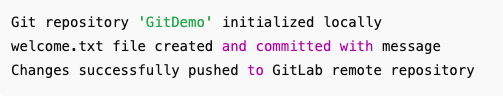 Git repository 'GitDemo' initialized locally
welcome.txt file created and committed with message
Changes successfully pushed to GitLab remote repository